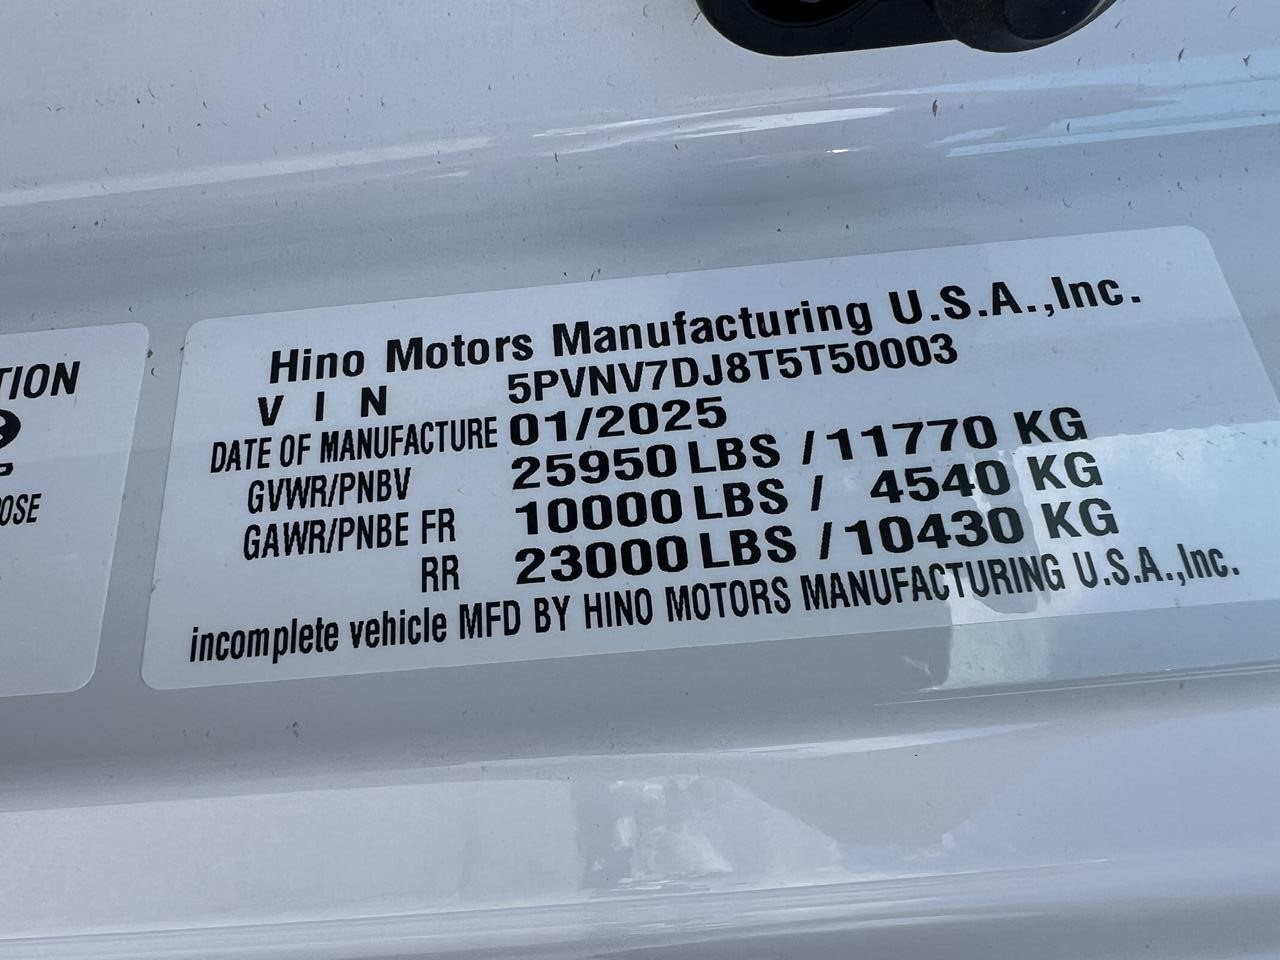 TION
OSE
Hino Motors Manufacturing U.S.A.,Inc.
V I N 5PVNV7DJ8T5T50003
DATE OF MANUFACTURE 01/2025
GVWR/PNBV 25950 LBS / 11770 KG
GAWR/PNBE FR 10000 LBS / 4540 KG
RR 23000 LBS / 10430 KG
incomplete vehicle MFD BY HINO MOTORS MANUFACTURING U.S.A.,Inc.